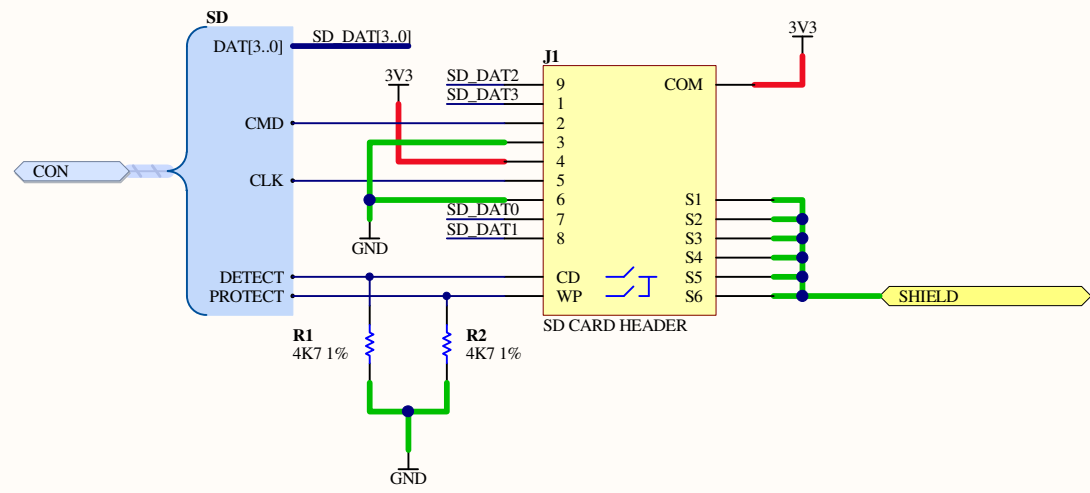 SD
DAT[3..0]
SD_DAT[3..0]
CMD
CLK
DETECT
PROTECT
CON
3V3
GND
SD_DAT2
SD_DAT3
SD_DAT0
SD_DAT1
J1
9
1
2
3
4
5
6
7
8
CD
WP
COM
S1
S2
S3
S4
S5
S6
SD CARD HEADER
3V3
SHIELD
R1
4K7 1%
R2
4K7 1%
GND